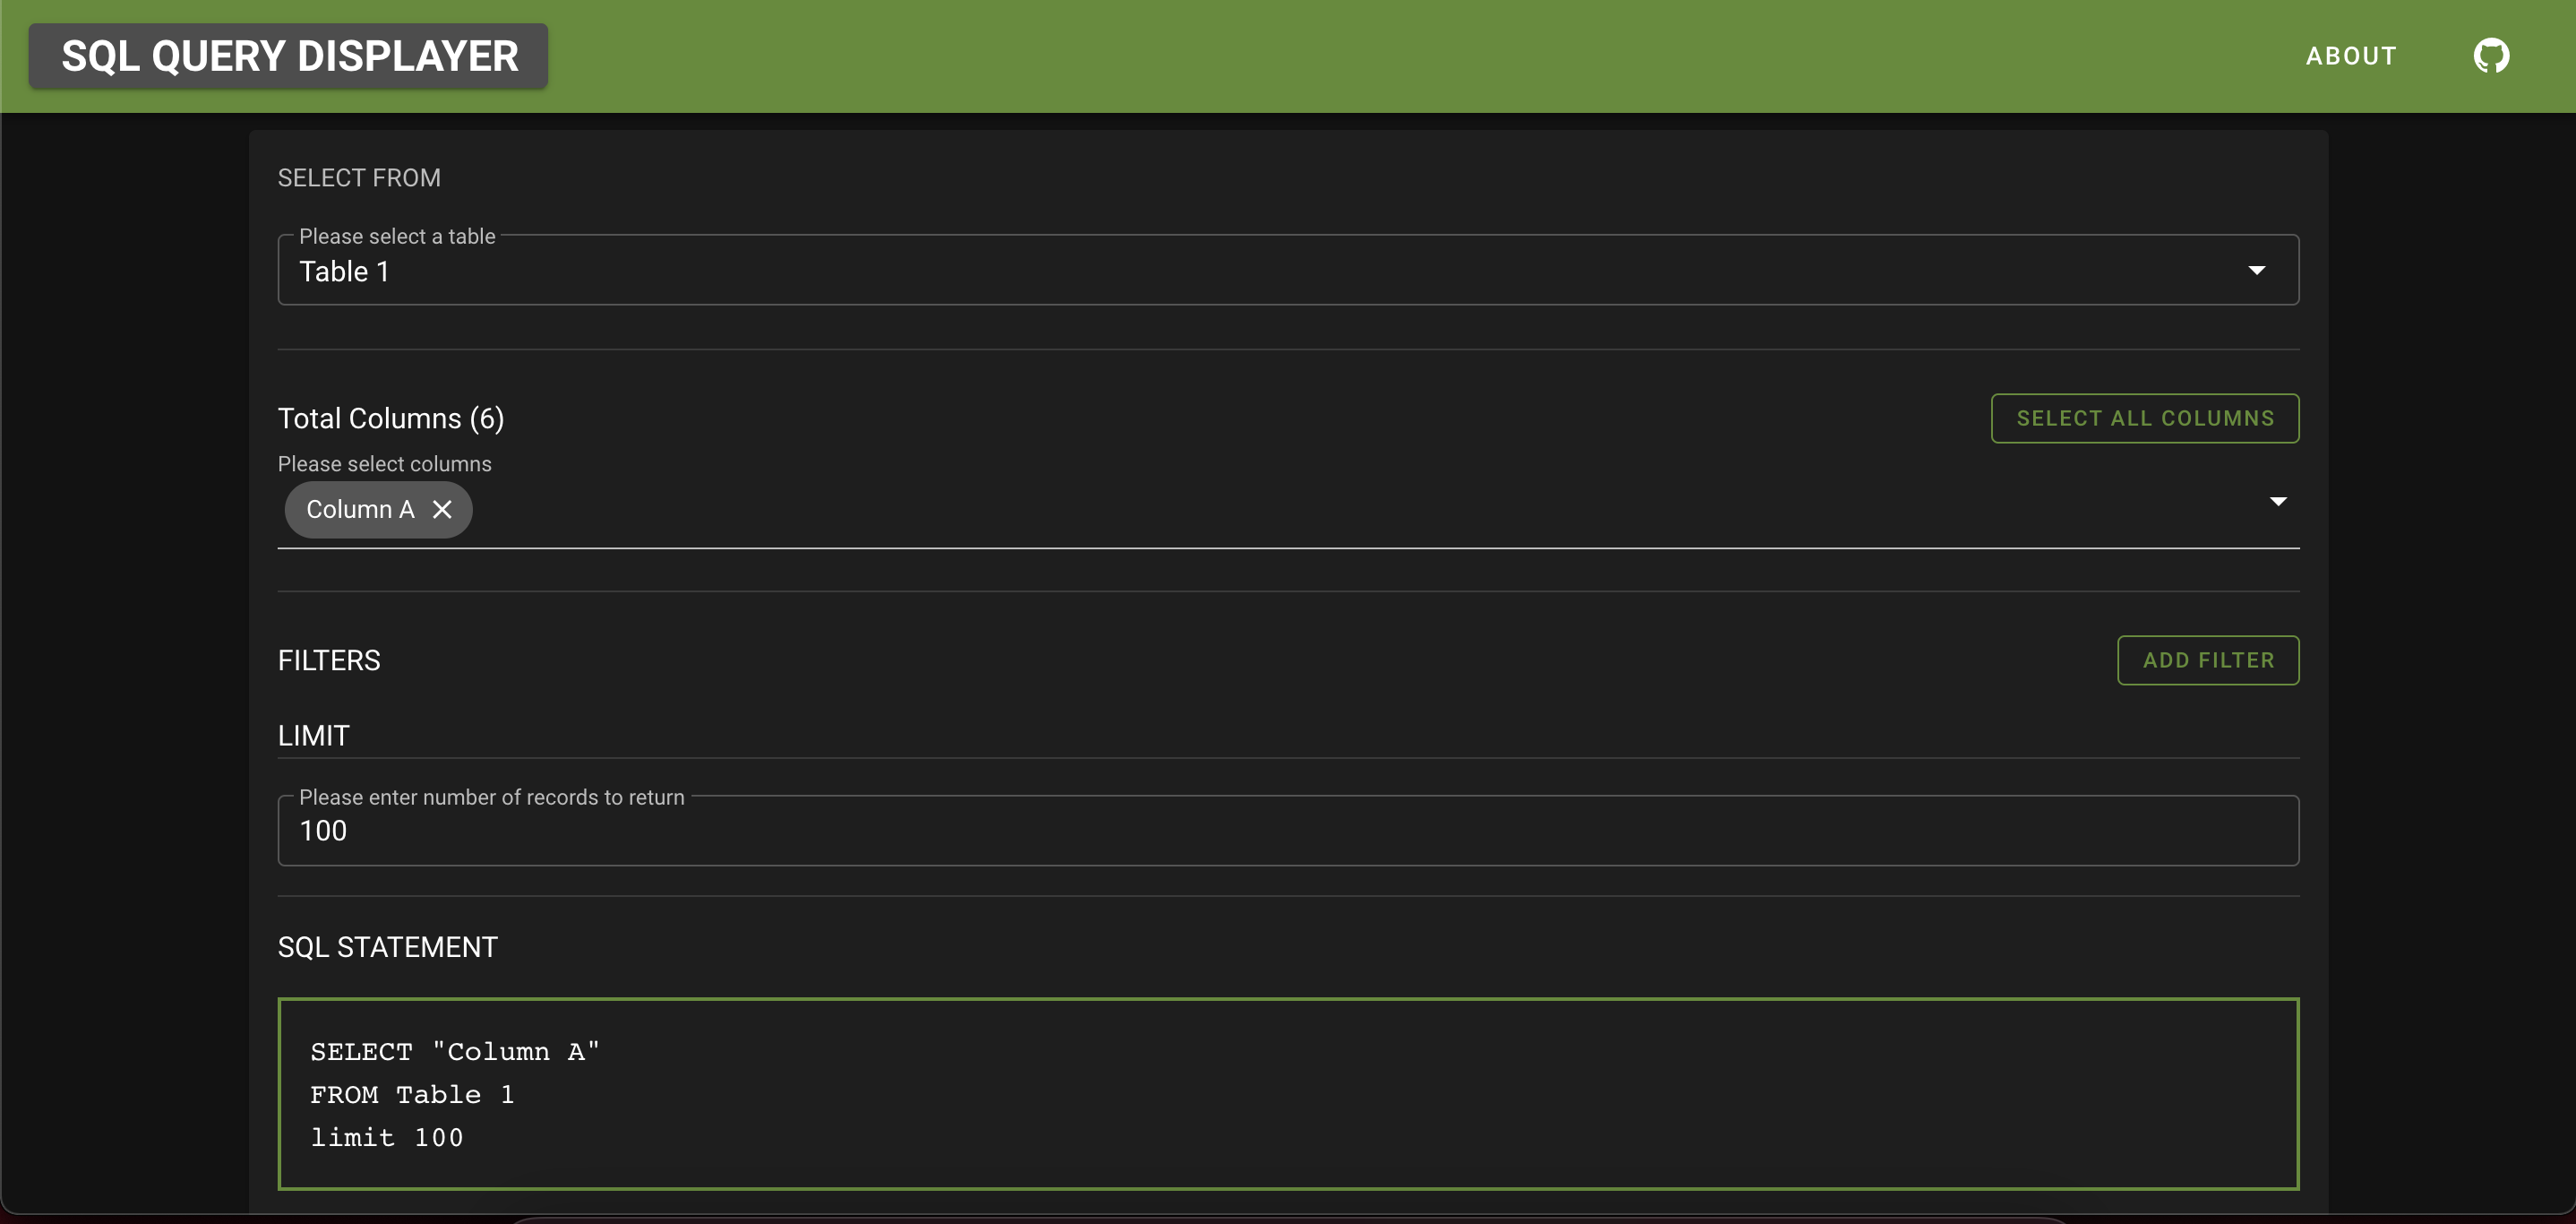 SQL QUERY DISPLAYER
ABOUT
SELECT FROM
Please select a table
Table 1
Total Columns (6)
SELECT ALL COLUMNS
Please select columns
Column A
FILTERS
ADD FILTER
LIMIT
Please enter number of records to return
100
SQL STATEMENT
SELECT "Column A"
FROM Table 1
limit 100